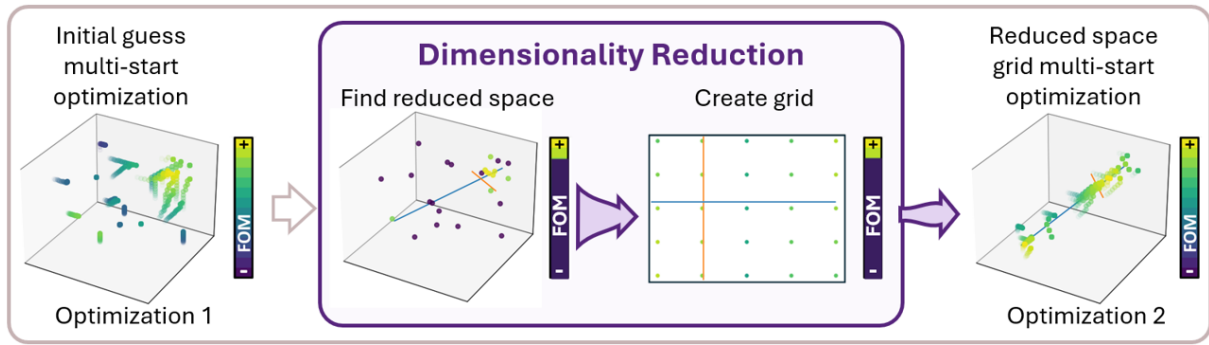 Initial guess
multi-start
optimization
+
FOM
-
Optimization 1
Dimensionality Reduction
Find reduced space
+
FOM
-
Create grid
+
FOM
-
Reduced space
grid multi-start
optimization
+
FOM
-
Optimization 2